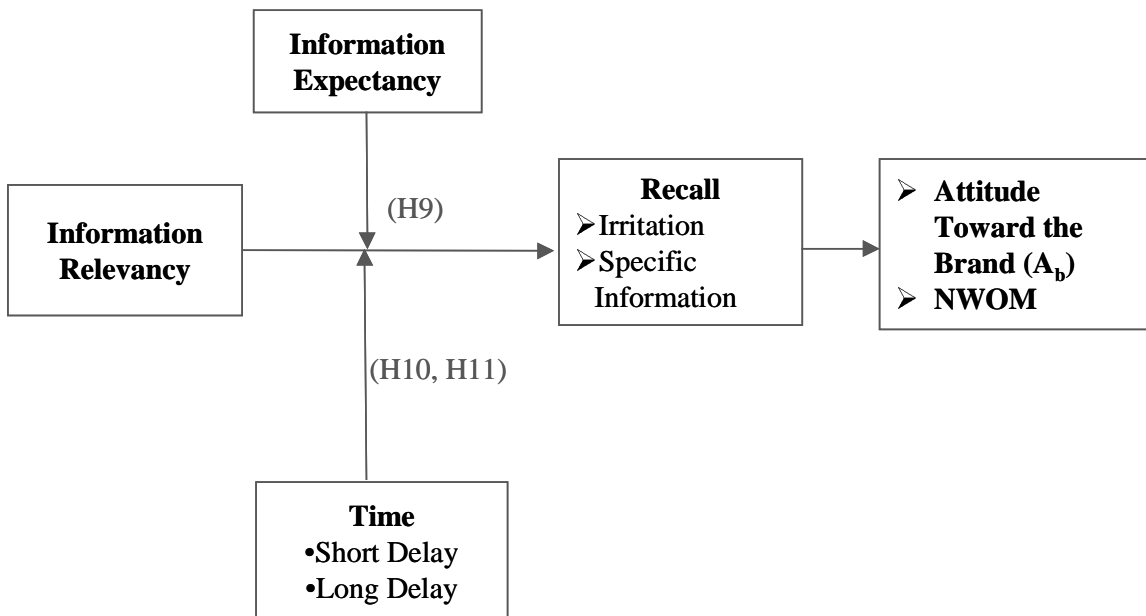 Information
Expectancy
(H9)
Information
Relevancy
Recall
➢Irritation
➢Specific
Information
➢ Attitude
Toward the
Brand (Ab)
➢ NWOM
(H10, H11)
Time
•Short Delay
•Long Delay